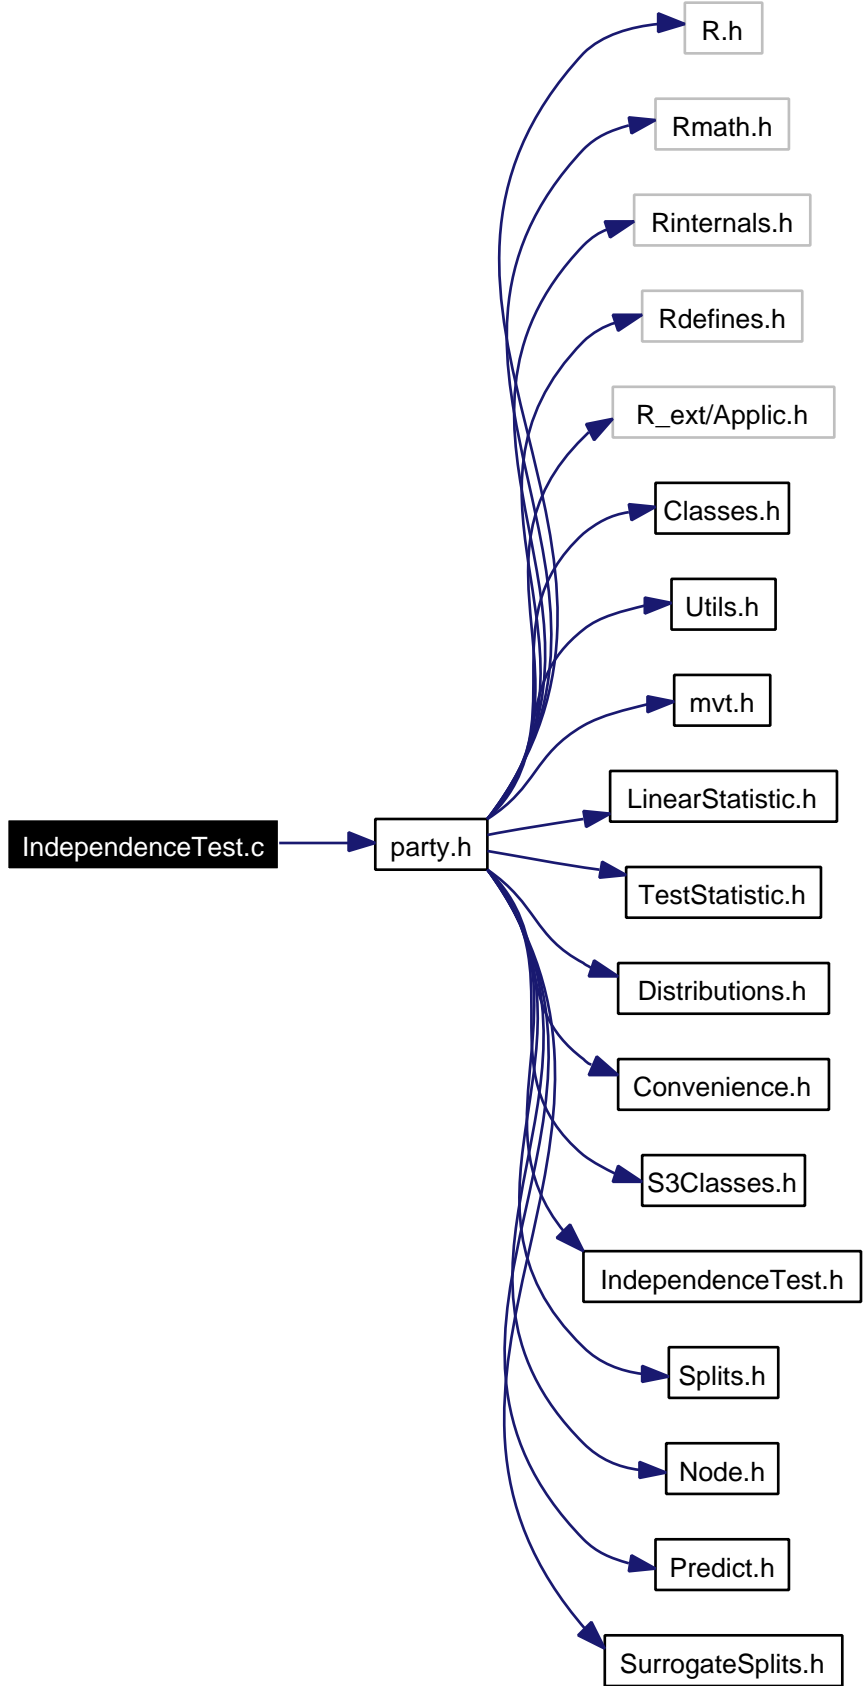 R.h
Rmath.h
Rinternals.h
Rdefines.h
R_ext/Applic.h
Classes.h
Utils.h
mvt.h
LinearStatistic.h
IndependenceTest.c
party.h
TestStatistic.h
Distributions.h
Convenience.h
S3Classes.h
IndependenceTest.h
Splits.h
Node.h
Predict.h
SurrogateSplits.h